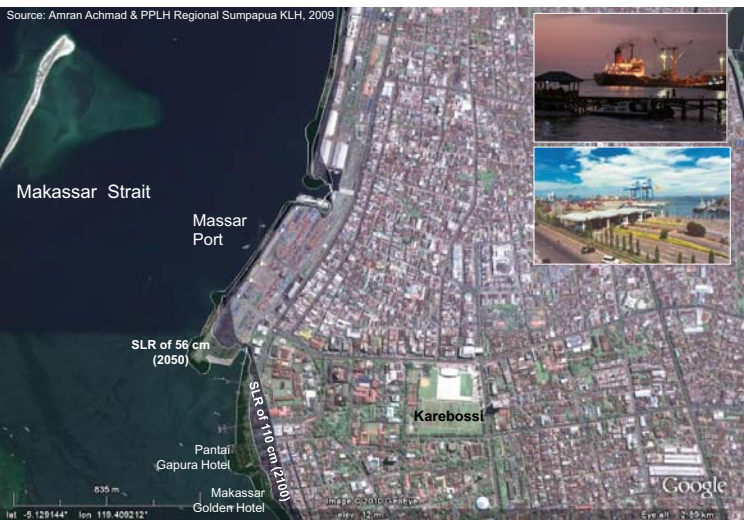 Source: Amran Achmad & PPLH Regional Sumpapua KLH, 2009
Makassar Strait
Massar
Port
SLR of 56 cm
(2050)
SLR of 110 cm (2100)
Karebossi
Pantai
Gapura Hotel
Makassar
Golden Hotel
835 m
Google
Image © 2010 GeoEye
lat -5.129144° lon 119.409212° elev 12 m Eye alt 2.89 km